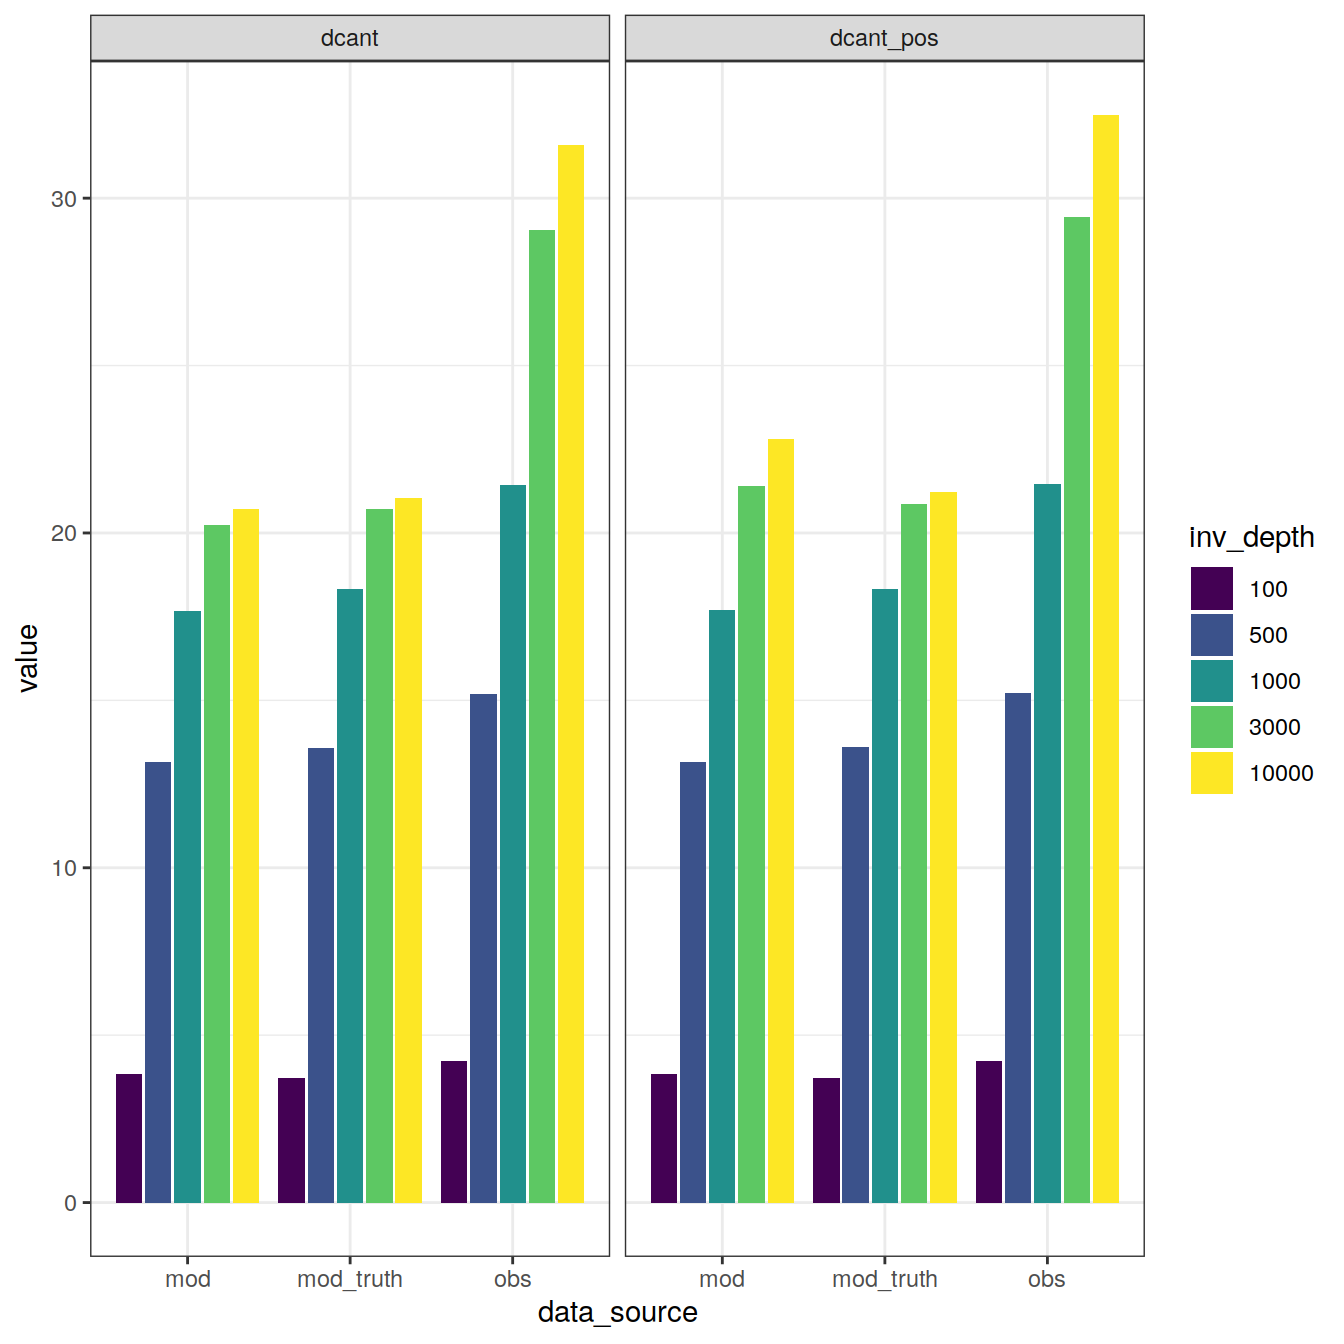 dcant
dcant_pos
30
20
10
0
value
mod
mod_truth
obs
mod
mod_truth
obs
data_source
inv_depth
100
500
1000
3000
10000